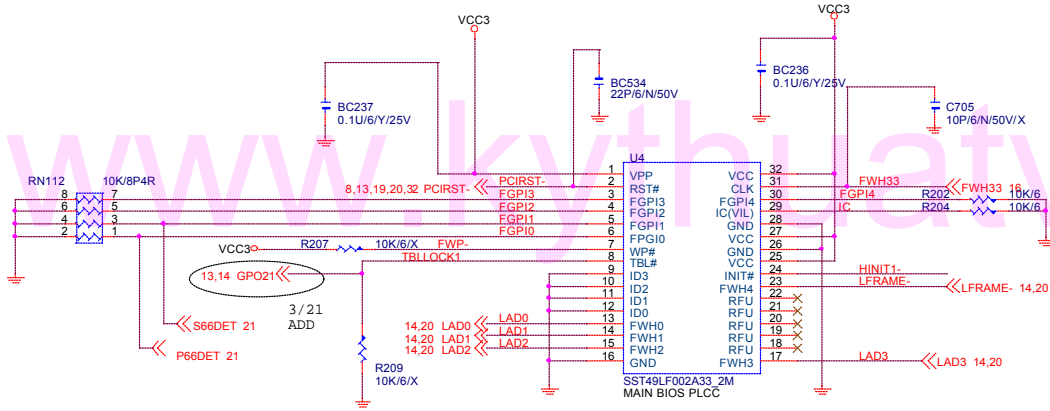 VCC3
VCC3
BC237
0.1U/6/Y/25V
BC534
22P/6/N/50V
BC236
0.1U/6/Y/25V
C705
10P/6/N/50V/X
www.kythuatv
U4
RN112 10K/8P4R
8 7
6 5
4 3
2 1
8,13,19,20,32 PCIRST- PCIRST-
FGPI3
FGPI2
FGPI1
FGPI0
VCC3 R207 10K/6/X FWP-
TBLLOCK1
13,14 GPO21
3/21
ADD
S66DET 21
P66DET 21
R209
10K/6/X
14,20 LAD0 LAD0
14,20 LAD1 LAD1
14,20 LAD2 LAD2
1 VPP
2 RST#
3 FGPI3
4 FGPI2
5 FGPI1
6 FPGI0
7 WP#
8 TBL#
9 ID3
10 ID2
11 ID1
12 ID0
13 FWH0
14 FWH1
15 FWH2
16 GND
VCC 32
CLK 31
FGPI4 30
IC(VIL) 29
GND 28
VCC 27
GND 26
VCC 25
INIT# 24
FWH4 23
RFU 22
RFU 21
RFU 20
RFU 19
RFU 18
FWH3 17
FWH33 FWH33 16
FGPI4 R202 10K/6
IC R204 10K/6
HINIT1-
LFRAME- LFRAME- 14,20
LAD3 LAD3 14,20
SST49LF002A33_2M
MAIN BIOS PLCC